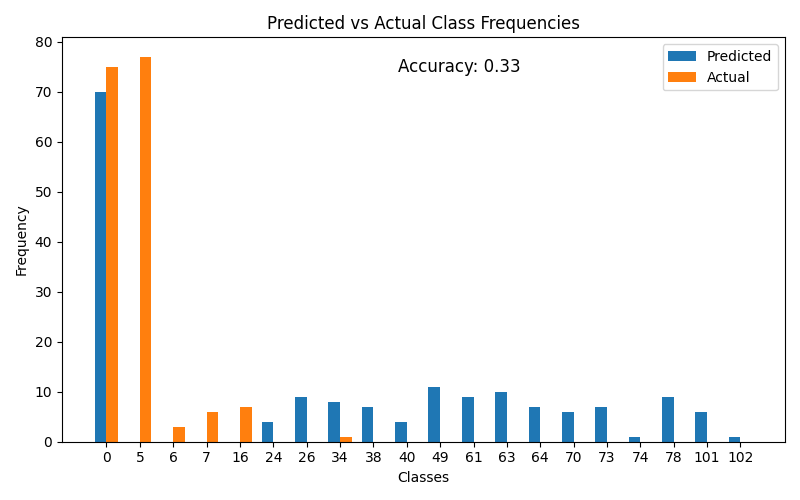 Predicted vs Actual Class Frequencies
Accuracy: 0.33
Predicted
Actual
Frequency
80
70
60
50
40
30
20
10
0
0 5 6 7 16 24 26 34 38 40 49 61 63 64 70 73 74 78 101 102
Classes